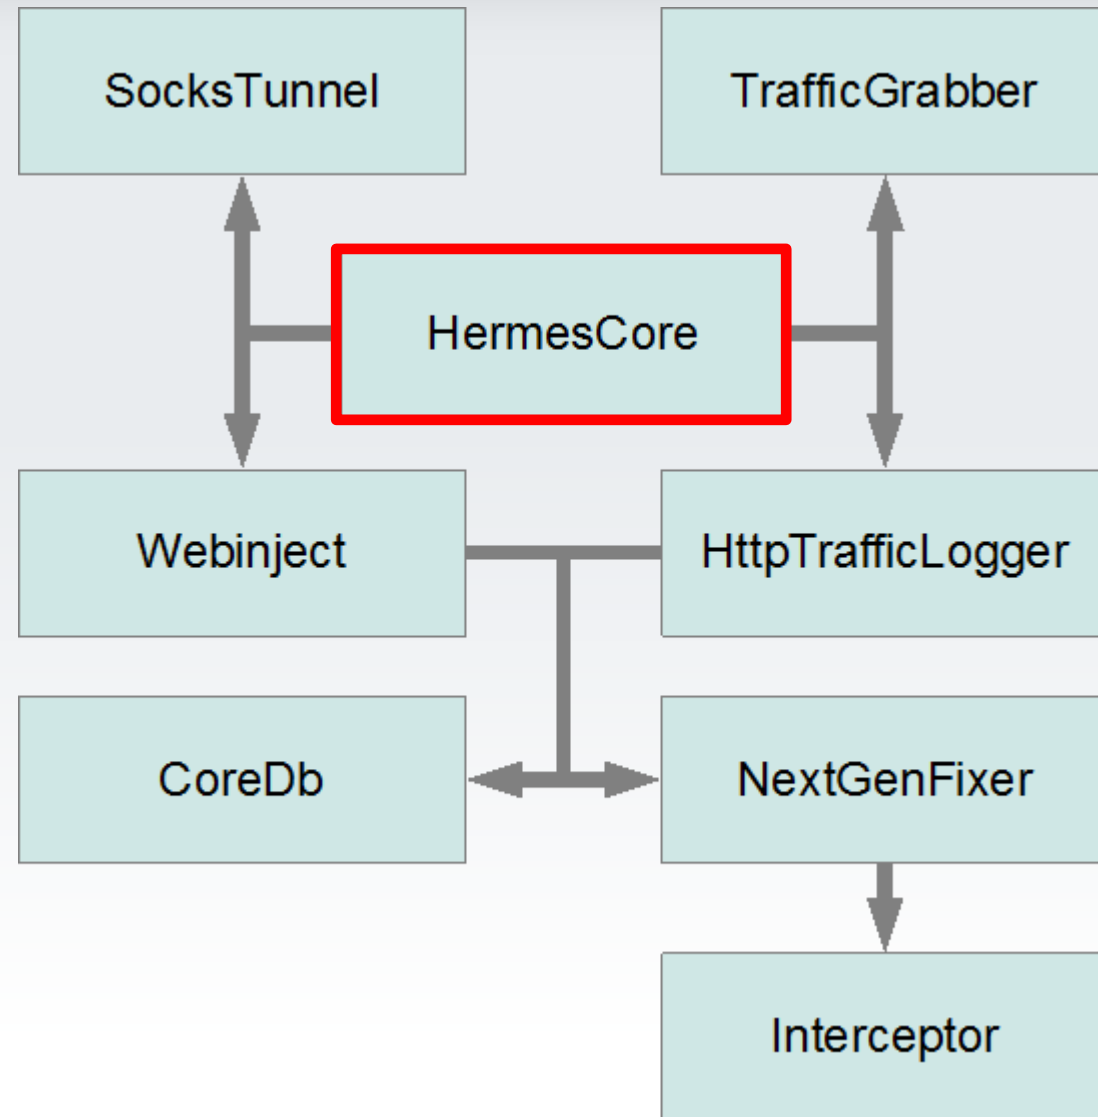 SocksTunnel
TrafficGrabber
HermesCore
Webinject
HttpTrafficLogger
CoreDb
NextGenFixer
Interceptor